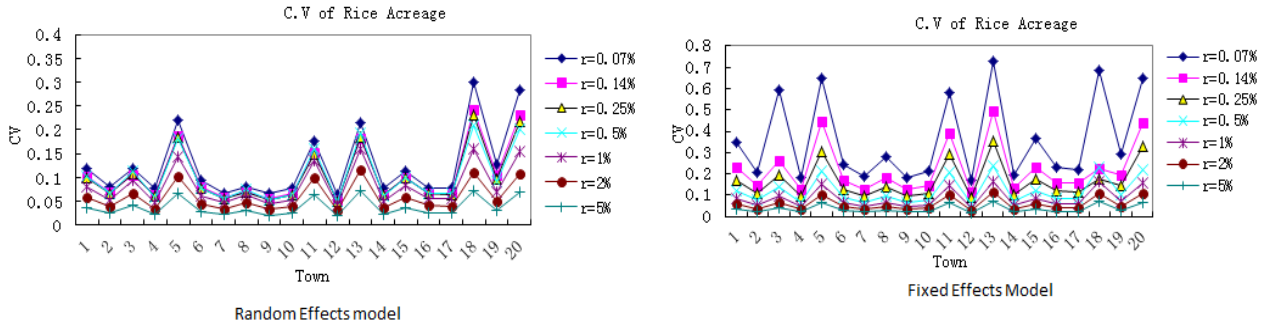 C.V of Rice Acreage
0.4
0.35
0.3
0.25
0.2
0.15
0.1
0.05
0
CV
1 2 3 4 5 6 7 8 9 10 11 12 13 14 15 16 17 18 19 20
Town
r=0.07%
r=0.14%
r=0.25%
r=0.5%
r=1%
r=2%
r=5%
Random Effects model
C.V of Rice Acreage
0.8
0.7
0.6
0.5
0.4
0.3
0.2
0.1
0
CV
1 2 3 4 5 6 7 8 9 10 11 12 13 14 15 16 17 18 19 20
Town
r=0.07%
r=0.14%
r=0.25%
r=0.5%
r=1%
r=2%
r=5%
Fixed Effects Model